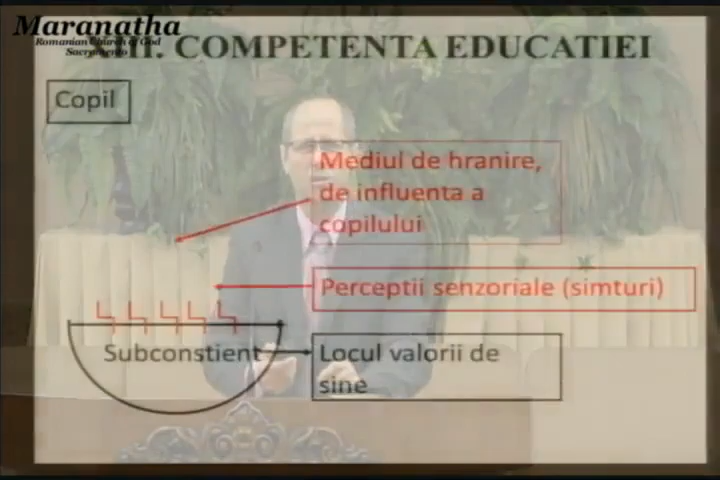 Maranatha
Romanian Church of God
Sacramento
II. COMPETENTA EDUCATIEI
Copil
Mediul de hranire,
de influenta a
copilului
Perceptii senzoriale (simturi)
Subconstient
Locul valorii de
sine